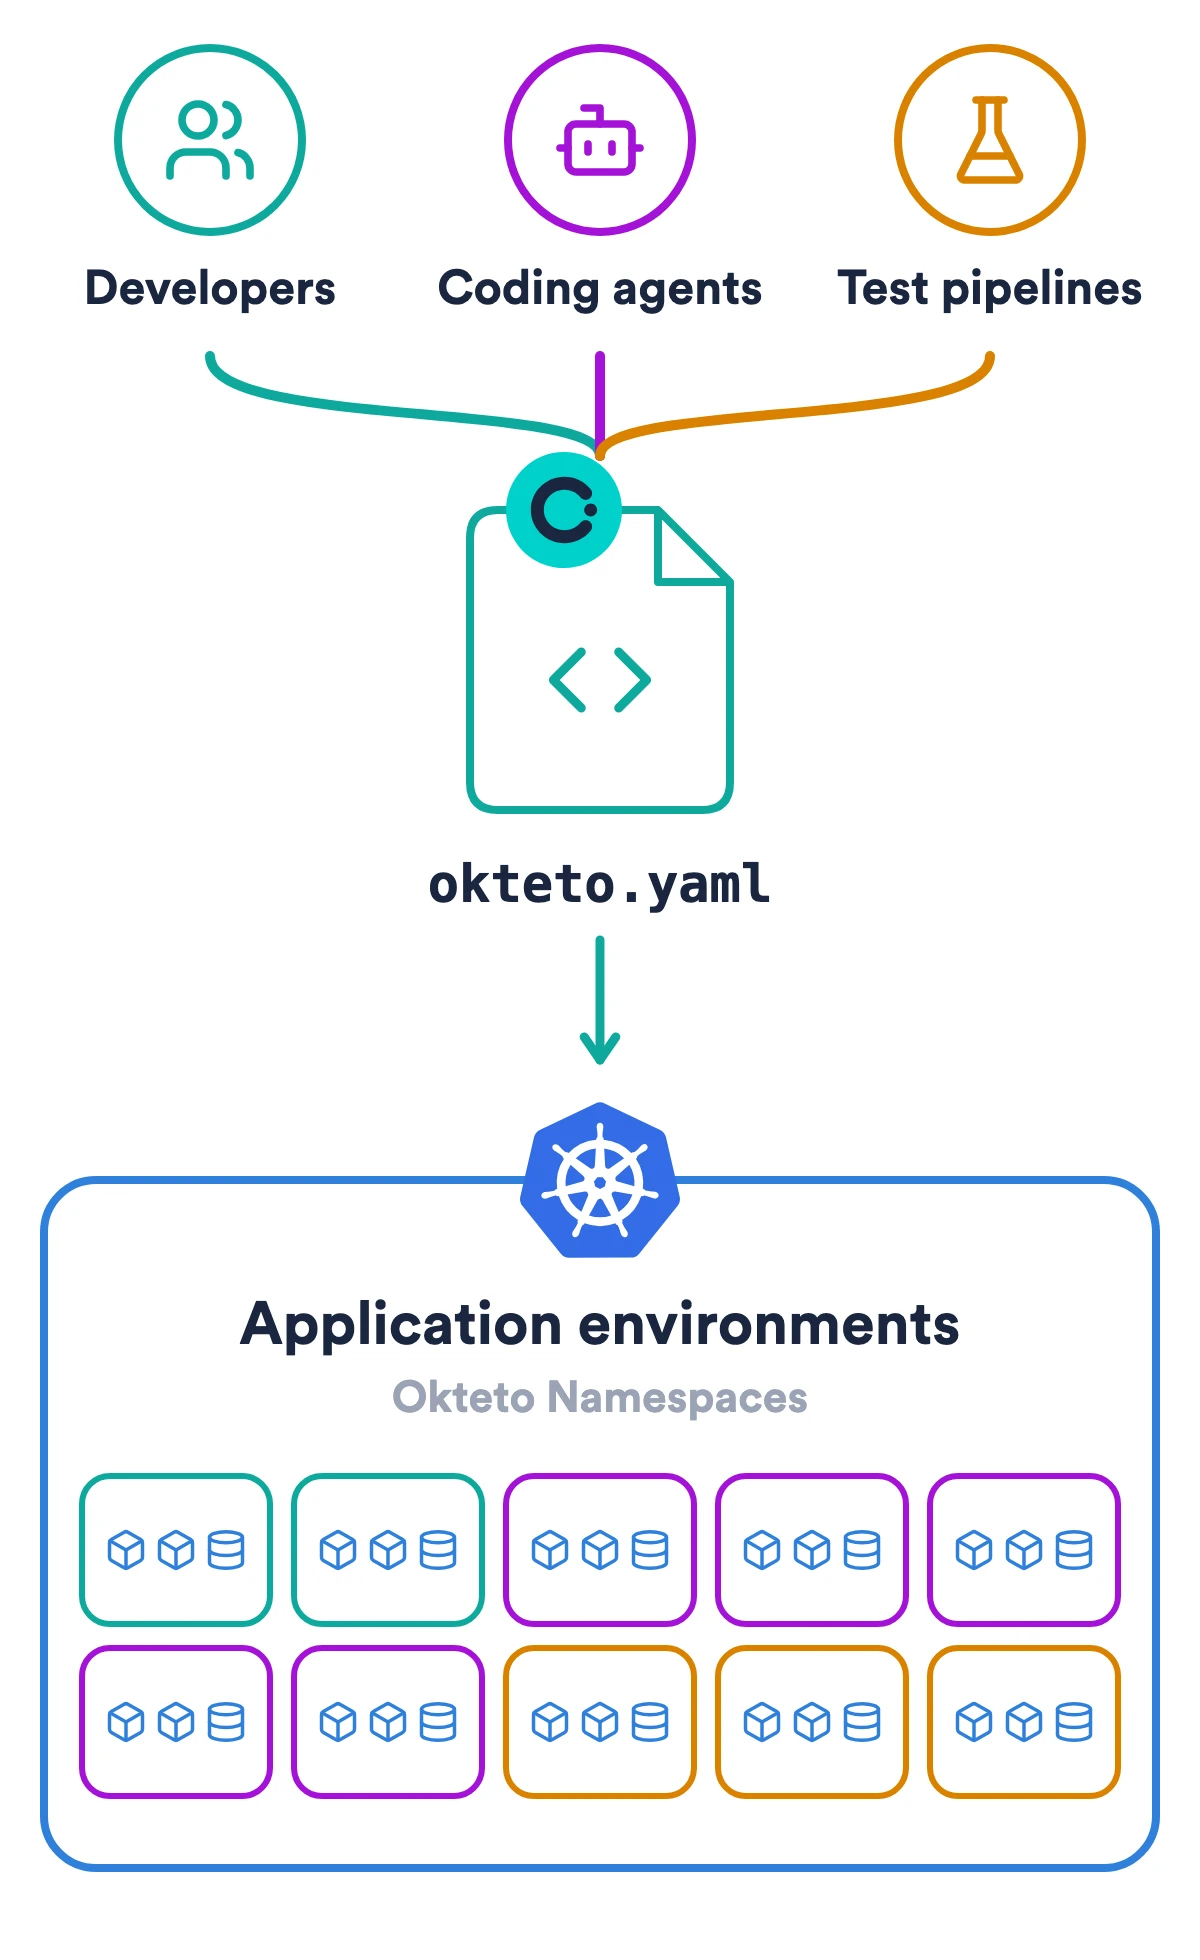 Developers
Coding agents
Test pipelines
okteto.yaml
Application environments
Okteto Namespaces